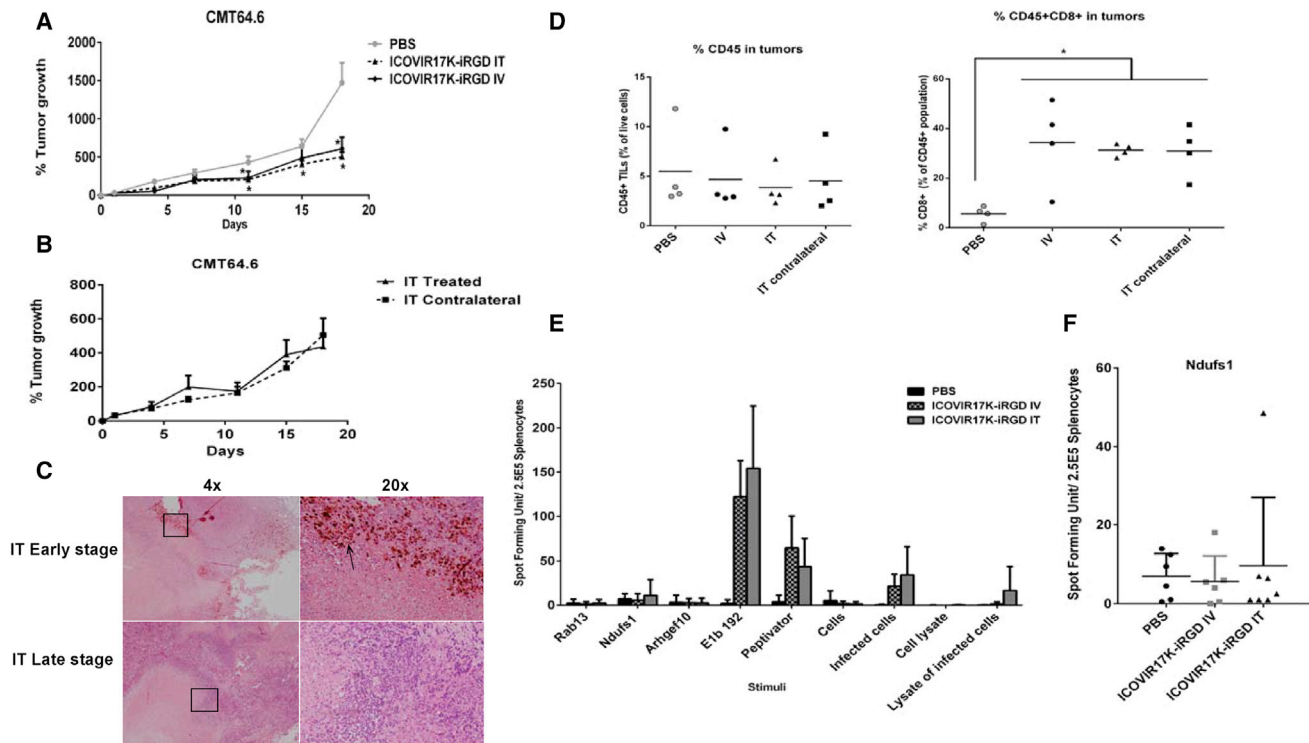 A
CMT64.6
% Tumor growth
2000
1500
1000
500
0
0 5 10 15 20
Days
PBS
ICOVIR17K-iRGD IT
ICOVIR17K-iRGD IV
* * * * *
B
CMT64.6
% Tumor growth
800
600
400
200
0
0 5 10 15 20
Days
IT Treated
IT Contralateral
C
4x 20x
IT Early stage
IT Late stage
D
% CD45 in tumors
CD45+ TILs (% of live cells)
15
10
5
0
PBS IV IT IT contralateral
% CD45+CD8+ in tumors
*
% CD8+ (% of CD45+ population)
60
40
20
0
PBS IV IT IT contralateral
E
Spot Forming Unit/ 2.5E5 Splenocytes
250
200
150
100
50
0
PBS
ICOVIR17K-iRGD IV
ICOVIR17K-iRGD IT
Rab13 Ndufs1 Arhgef10 E1b 192 Peptivator Cells Infected cells Cell lysate Lysate of infected cells
Stimuli
F
Ndufs1
Spot Forming Unit/ 2.5E5 Splenocytes
60
40
20
0
PBS ICOVIR17K-iRGD IV ICOVIR17K-iRGD IT